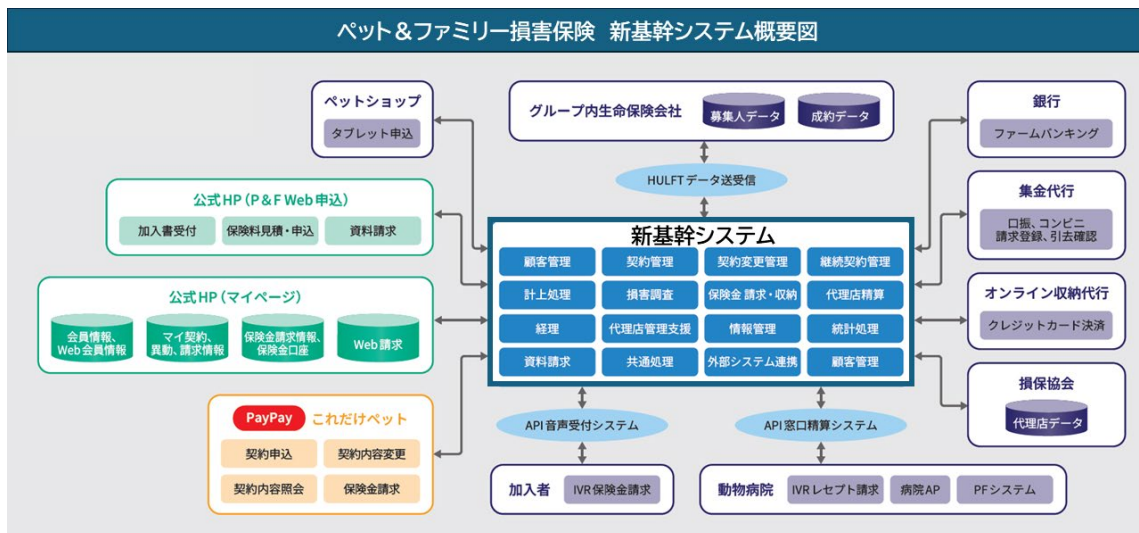 ペット&ファミリー損害保険 新基幹システム概要図
ペットショップ
タブレット申込
グループ内生命保険会社
募集人データ
成約データ
銀行
ファームバンキング
HULFTデータ送受信
公式HP(P&F Web申込)
加入書受付
保険料見積・申込
資料請求
集金代行
口振、コンビニ
請求登録、引去確認
新基幹システム
顧客管理
契約管理
契約変更管理
継続契約管理
計上処理
損害調査
保険金 請求・収納
代理店精算
経理
代理店管理支援
情報管理
統計処理
資料請求
共通処理
外部システム連携
顧客管理
公式HP(マイページ)
会員情報、
Web会員情報
マイ契約、
異動、請求情報
保険金請求情報、
保険金口座
Web請求
オンライン収納代行
クレジットカード決済
損保協会
代理店データ
PayPay これだけペット
契約申込
契約内容変更
契約内容照会
保険金請求
API音声受付システム
API窓口精算システム
加入者
IVR保険金請求
動物病院
IVRレセプト請求
病院AP
PFシステム